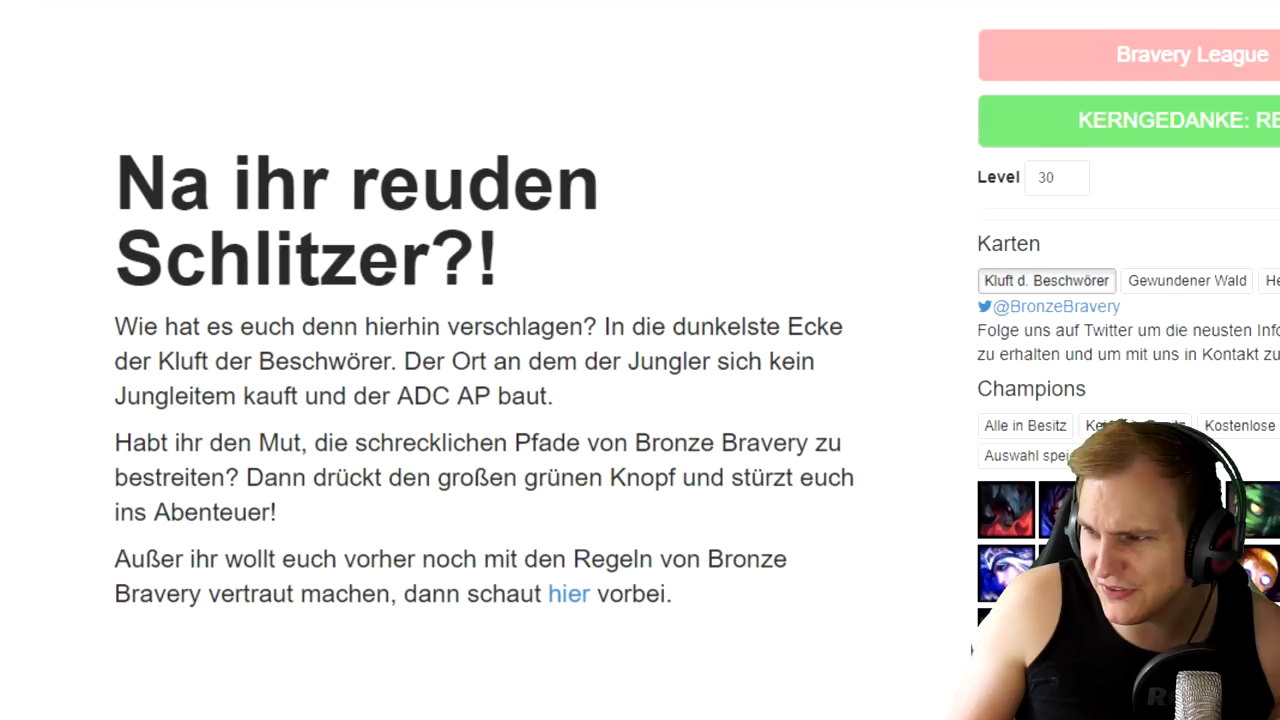 Na ihr reuden
Schlitzer?!
Wie hat es euch denn hierhin verschlagen? In die dunkelste Ecke
der Kluft der Beschwörer. Der Ort an dem der Jungler sich kein
Jungleitem kauft und der ADC AP baut.
Habt ihr den Mut, die schrecklichen Pfade von Bronze Bravery zu
bestreiten? Dann drückt den großen grünen Knopf und stürzt euch
ins Abenteuer!
Außer ihr wollt euch vorher noch mit den Regeln von Bronze
Bravery vertraut machen, dann schaut hier vorbei.
Bravery League
KERNGEDANKE: RE
Level 30
Karten
Kluft d. Beschwörer Gewundener Wald He
@BronzeBravery
Folge uns auf Twitter um die neusten Info
zu erhalten und um mit uns in Kontakt zu
Champions
Alle in Besitz Kostenlose
Auswahl spei